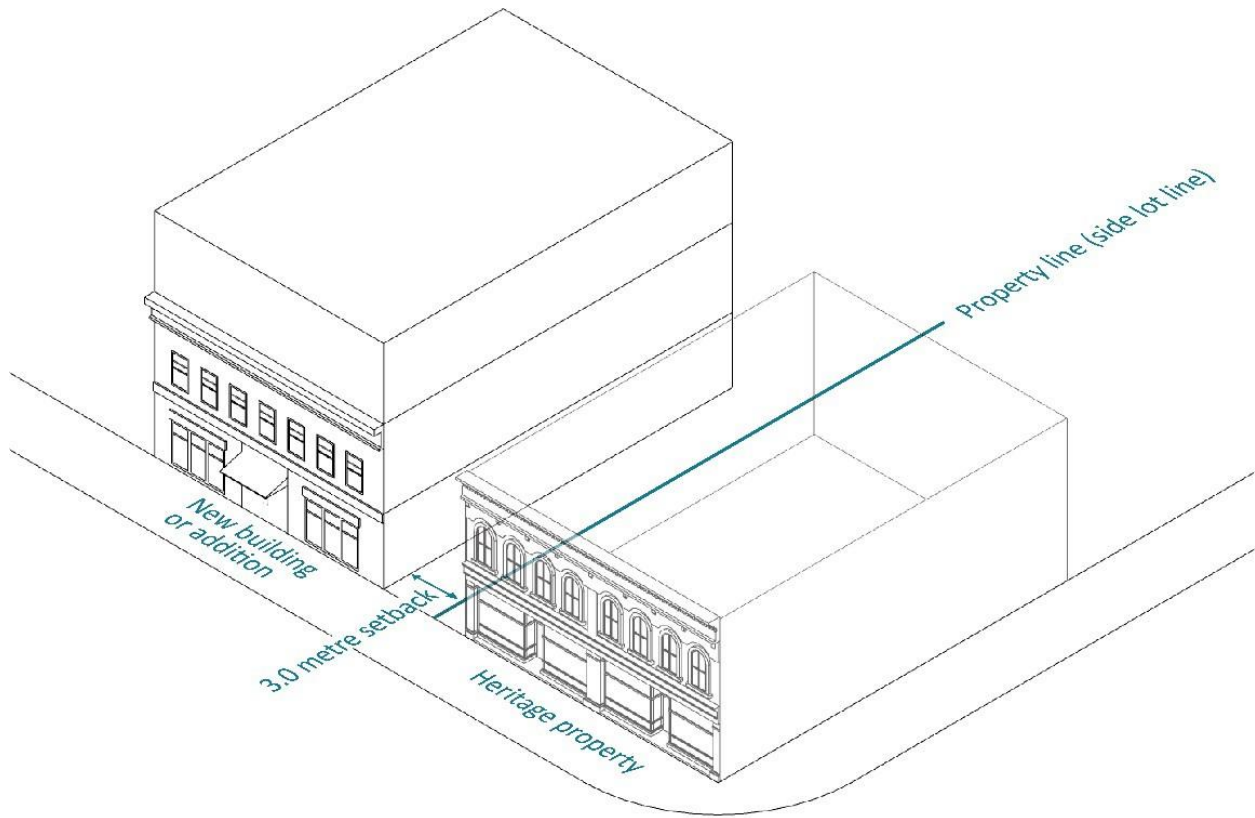 Property line (side lot line)
New building
or addition
3.0 metre setback
Heritage property